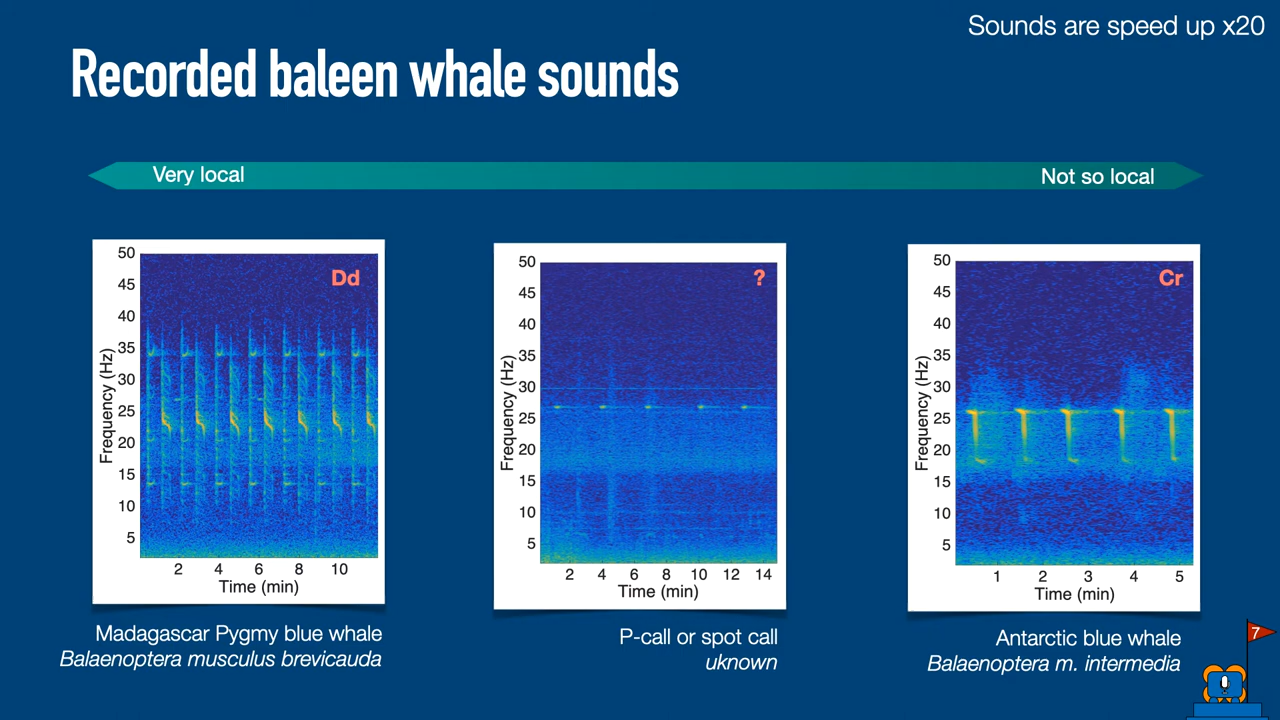 Sounds are speed up x20
Recorded baleen whale sounds
Very local
Not so local
50
45
40
35
30
25
20
15
10
5
Frequency (Hz)
Dd
2 4 6 8 10
Time (min)
Madagascar Pygmy blue whale
Balaenoptera musculus brevicauda
50
45
40
35
30
25
20
15
10
5
Frequency (Hz)
?
2 4 6 8 10 12 14
Time (min)
P-call or spot call
uknown
50
45
40
35
30
25
20
15
10
5
Frequency (Hz)
Cr
1 2 3 4 5
Time (min)
Antarctic blue whale
Balaenoptera m. intermedia
7